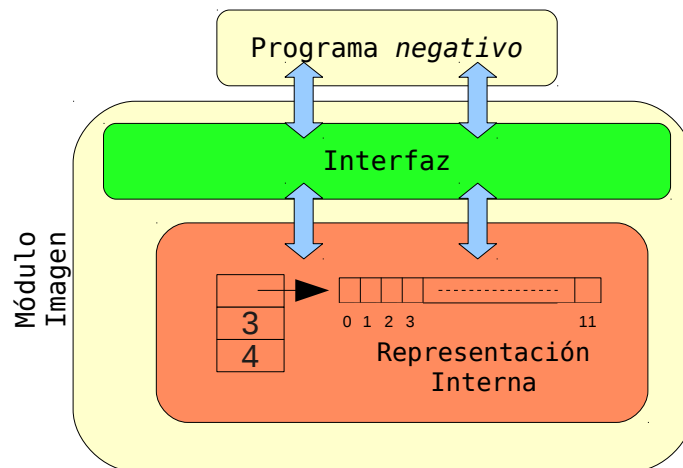 Programa negativo
Interfaz
Módulo
Imagen
3
4
0 1 2 3 11
Representación
Interna